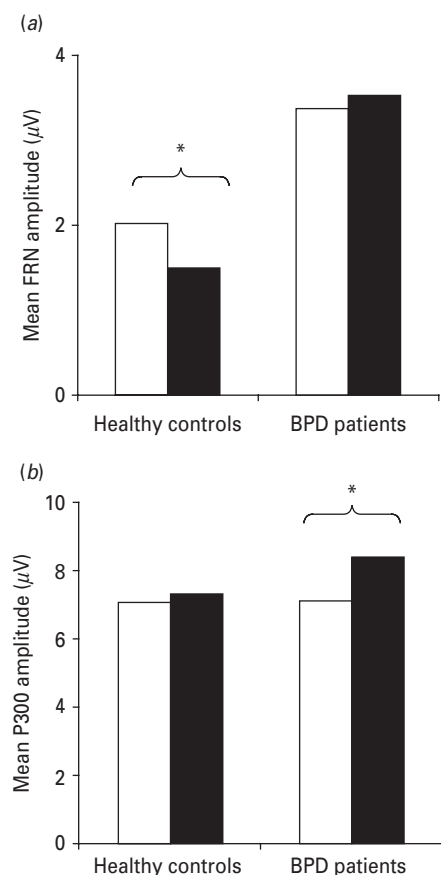 (a)
Mean FRN amplitude (μV)
4
2
0
*
Healthy controls
BPD patients
(b)
Mean P300 amplitude (μV)
10
8
6
4
2
0
*
Healthy controls
BPD patients